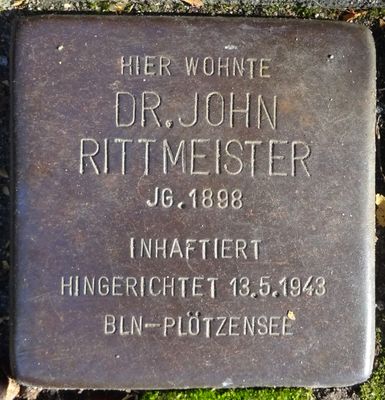 HIER WOHNTE
DR. JOHN
RITTMEISTER
JG. 1898
INHAFTIERT
HINGERICHTET 13.5.1943
BLN-PLÖTZENSEE